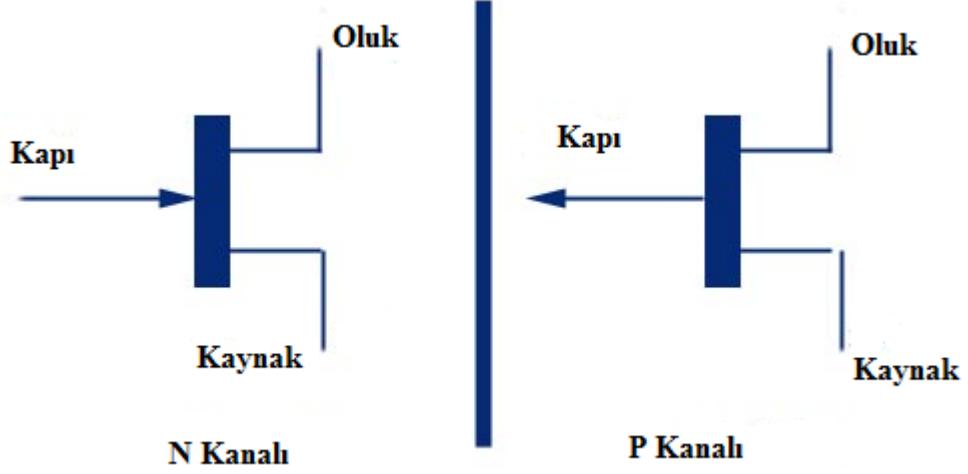 Oluk
Kapı
Kaynak
N Kanalı
Oluk
Kapı
Kaynak
P Kanalı